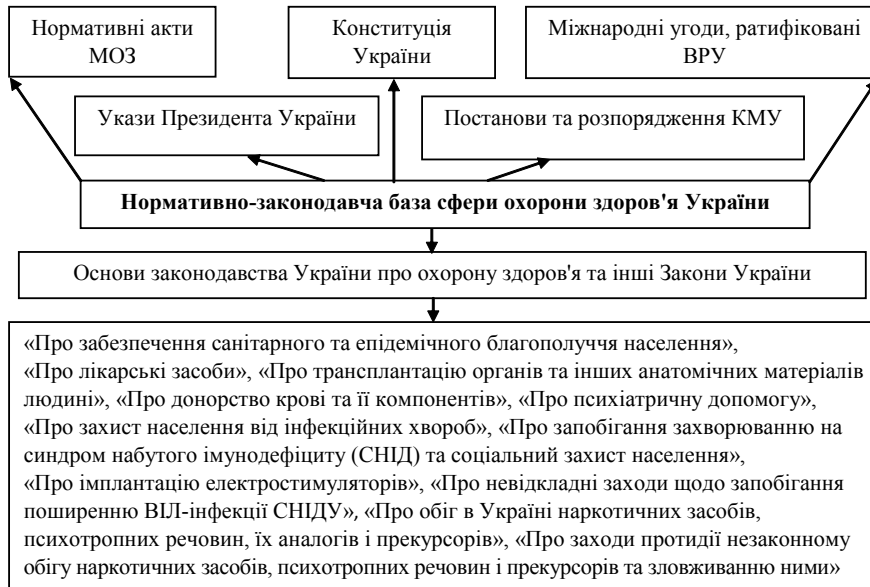 Нормативні акти
МОЗ
Конституція
України
Міжнародні угоди, ратифіковані
ВРУ
Укази Президента України
Постанови та розпорядження КМУ
Нормативно-законодавча база сфери охорони здоров'я України
Основи законодавства України про охорону здоров'я та інші Закони України
«Про забезпечення санітарного та епідемічного благополуччя населення»,
«Про лікарські засоби», «Про трансплантацію органів та інших анатомічних матеріалів
людині», «Про донорство крові та її компонентів», «Про психіатричну допомогу»,
«Про захист населення від інфекційних хвороб», «Про запобігання захворюванню на
синдром набутого імунодефіциту (СНІД) та соціальний захист населення»,
«Про імплантацію електростимуляторів», «Про невідкладні заходи щодо запобігання
поширенню ВІЛ-інфекції СНІДУ», «Про обіг в Україні наркотичних засобів,
психотропних речовин, їх аналогів і прекурсорів», «Про заходи протидії незаконному
обігу наркотичних засобів, психотропних речовин і прекурсорів та зловживанню ними»